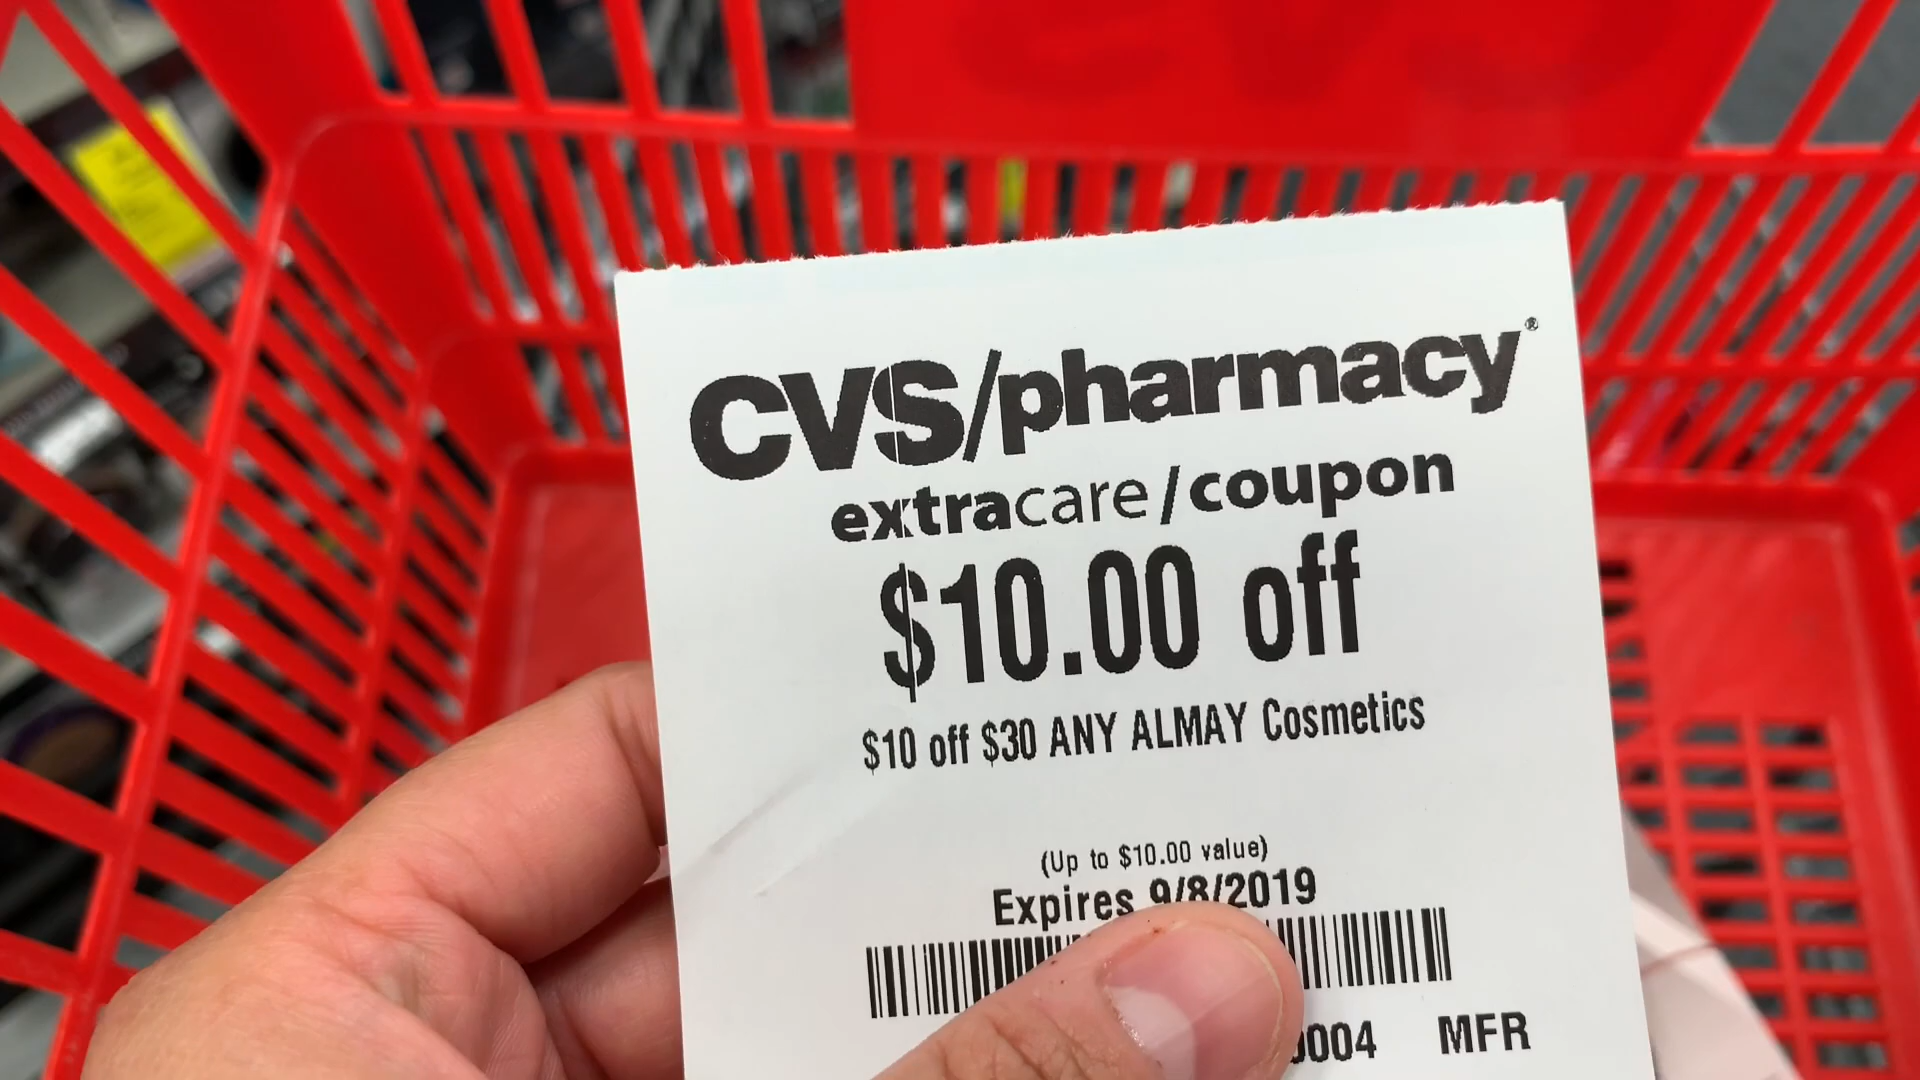 CVS/pharmacy®
extracare/coupon
$10.00 off
$10 off $30 ANY ALMAY Cosmetics
(Up to $10.00 value)
Expires 9/8/2019
0004 MFR